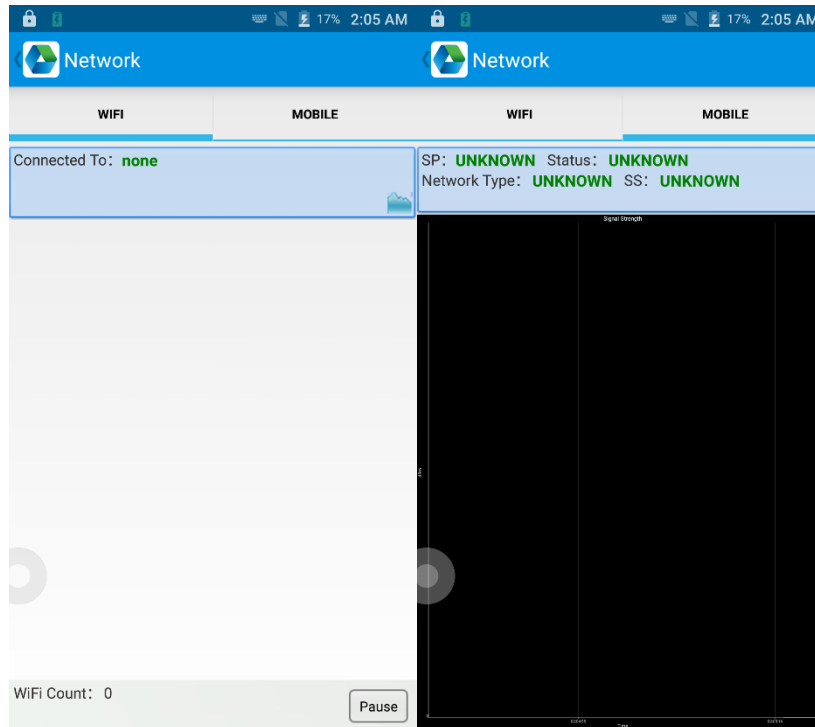 17% 2:05 AM
Network
WIFI MOBILE
Connected To: none
WiFi Count: 0
Pause
17% 2:05 AM
Network
WIFI MOBILE
SP: UNKNOWN Status: UNKNOWN
Network Type: UNKNOWN SS: UNKNOWN
Signal Strength
Time